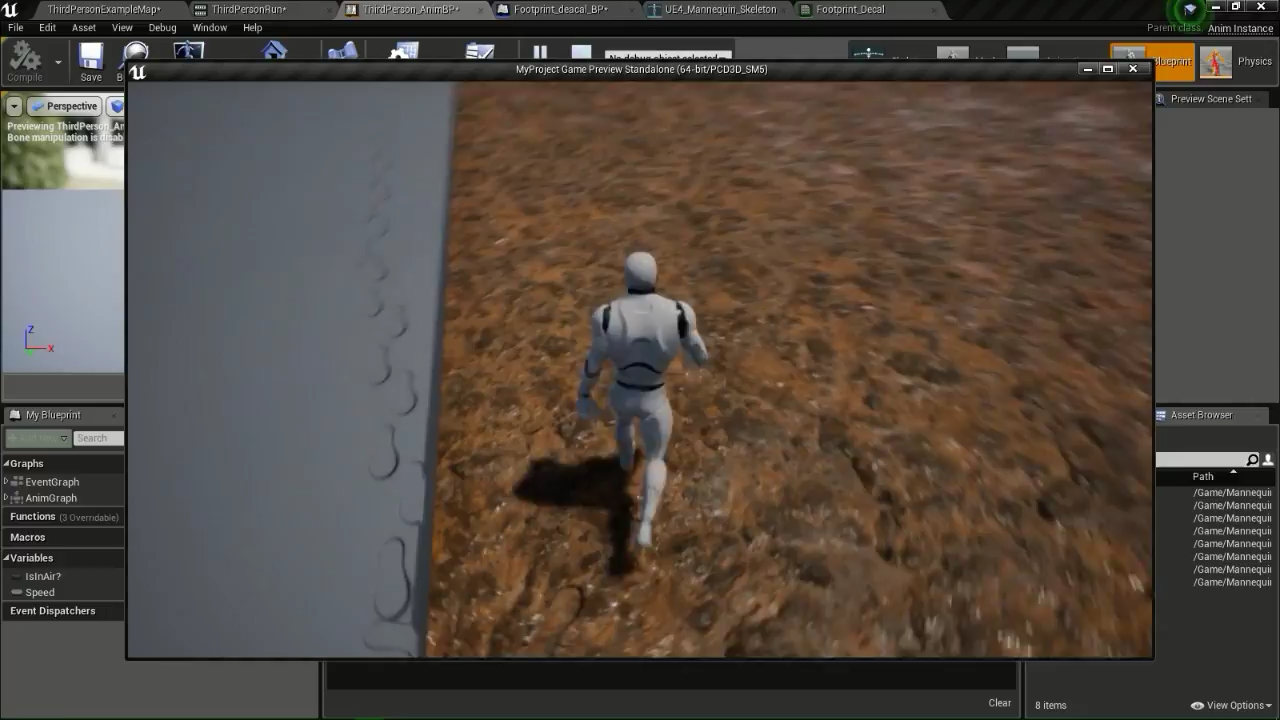 ThirdPersonExampleMap* ThirdPersonRun* ThirdPerson_AnimBP* Footprint_deacal_BP* UE4_Mannequin_Skeleton Footprint_Decal
File Edit Asset View Debug Window Help Parent class: Anim Instance
Compile Save Blueprint Physics
MyProject Game Preview Standalone (64-bit/PCD3D_SM5)
Perspective Preview Scene Sett
Previewing ThirdPerson_An
Bone manipulation is disab
Z
X
My Blueprint Asset Browser
Search
Graphs
EventGraph Path
AnimGraph /Game/Mannequi
Functions (3 Overridable) /Game/Mannequi
Macros /Game/Mannequi
Variables /Game/Mannequi
IsInAir? /Game/Mannequi
Speed /Game/Mannequi
Event Dispatchers /Game/Mannequi
/Game/Mannequi
Clear 8 items View Options